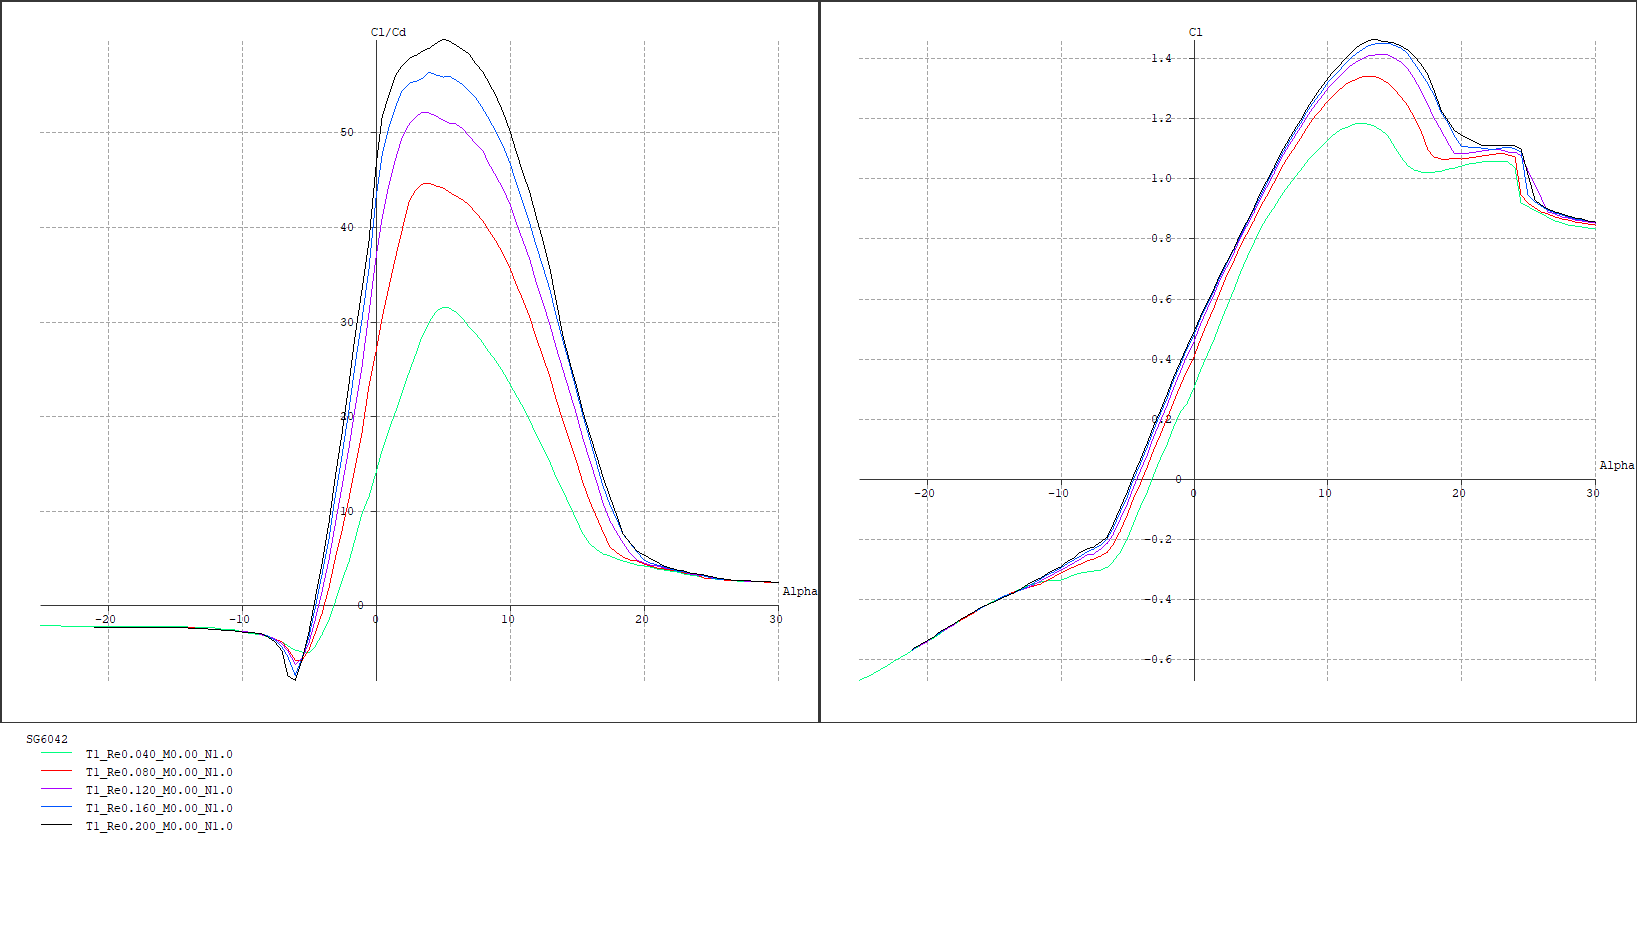 Cl/Cd
50
40
30
20
10
0
-20 -10 0 10 20 30
Alpha
Cl
1.4
1.2
1.0
0.8
0.6
0.4
0.2
0
-0.2
-0.4
-0.6
-20 -10 0 10 20 30
Alpha
SG6042
T1_Re0.040_M0.00_N1.0
T1_Re0.080_M0.00_N1.0
T1_Re0.120_M0.00_N1.0
T1_Re0.160_M0.00_N1.0
T1_Re0.200_M0.00_N1.0